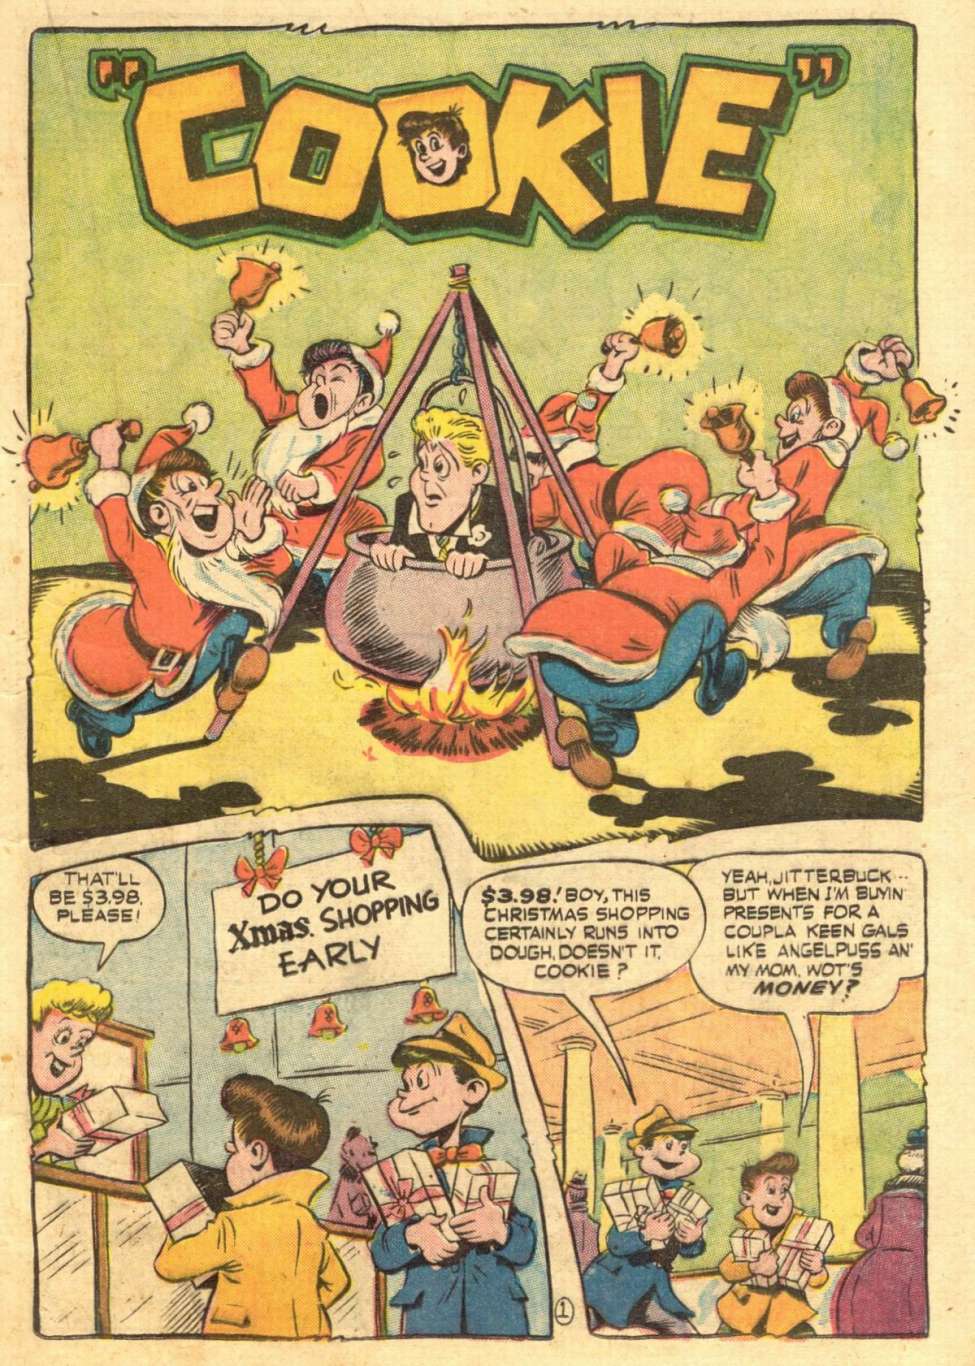 "COOKIE"
THAT'LL
BE $3.98,
PLEASE!
DO YOUR
Xmas. SHOPPING
EARLY
$3.98! BOY, THIS
CHRISTMAS SHOPPING
CERTAINLY RUNS INTO
DOUGH, DOESN'T IT,
COOKIE?
YEAH, JITTERBUCK --
BUT WHEN I'M BUYIN'
PRESENTS FOR A
COUPLA KEEN GALS
LIKE ANGELPUSS AN'
MY MOM, WOT'S
MONEY?
1